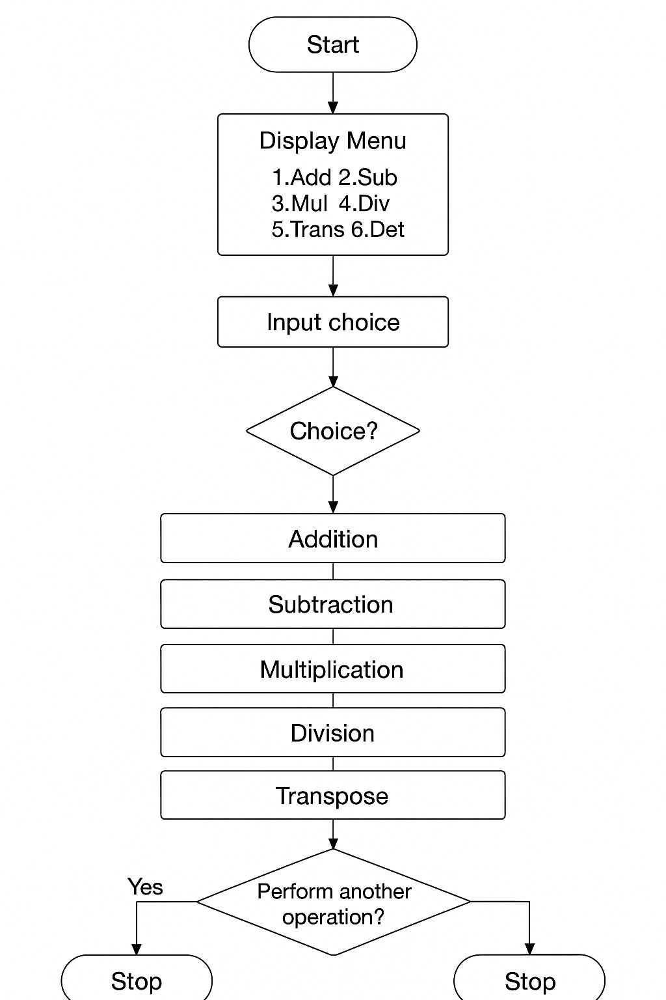 Start
Display Menu
1.Add 2.Sub
3.Mul 4.Div
5.Trans 6.Det
Input choice
Choice?
Addition
Subtraction
Multiplication
Division
Transpose
Yes
Perform another
operation?
Stop
Stop